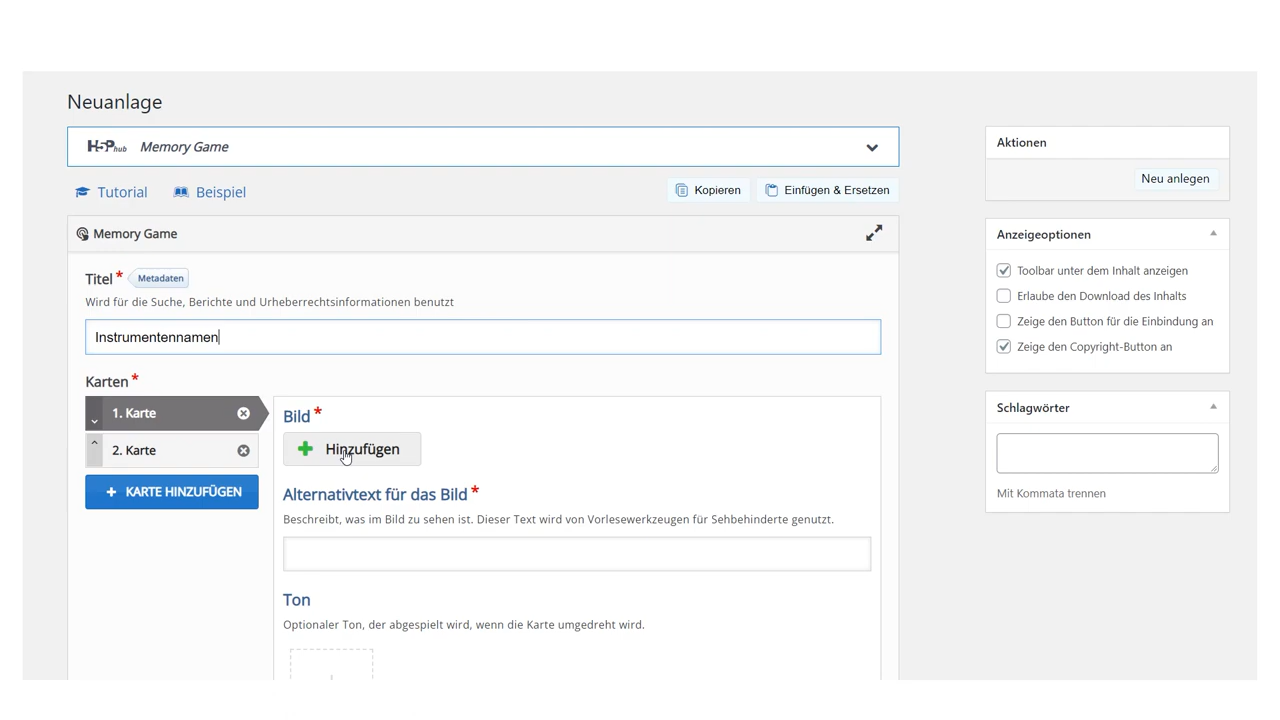 Neuanlage
H5Phub Memory Game
Tutorial Beispiel Kopieren Einfügen & Ersetzen
Memory Game
Titel* Metadaten
Wird für die Suche, Berichte und Urheberrechtsinformationen benutzt
Instrumentennamen
Karten*
1. Karte
2. Karte
+ KARTE HINZUFÜGEN
Bild*
Hinzufügen
Alternativtext für das Bild*
Beschreibt, was im Bild zu sehen ist. Dieser Text wird von Vorlesewerkzeugen für Sehbehinderte genutzt.
Ton
Optionaler Ton, der abgespielt wird, wenn die Karte umgedreht wird.
Aktionen
Neu anlegen
Anzeigeoptionen
Toolbar unter dem Inhalt anzeigen
Erlaube den Download des Inhalts
Zeige den Button für die Einbindung an
Zeige den Copyright-Button an
Schlagwörter
Mit Kommata trennen